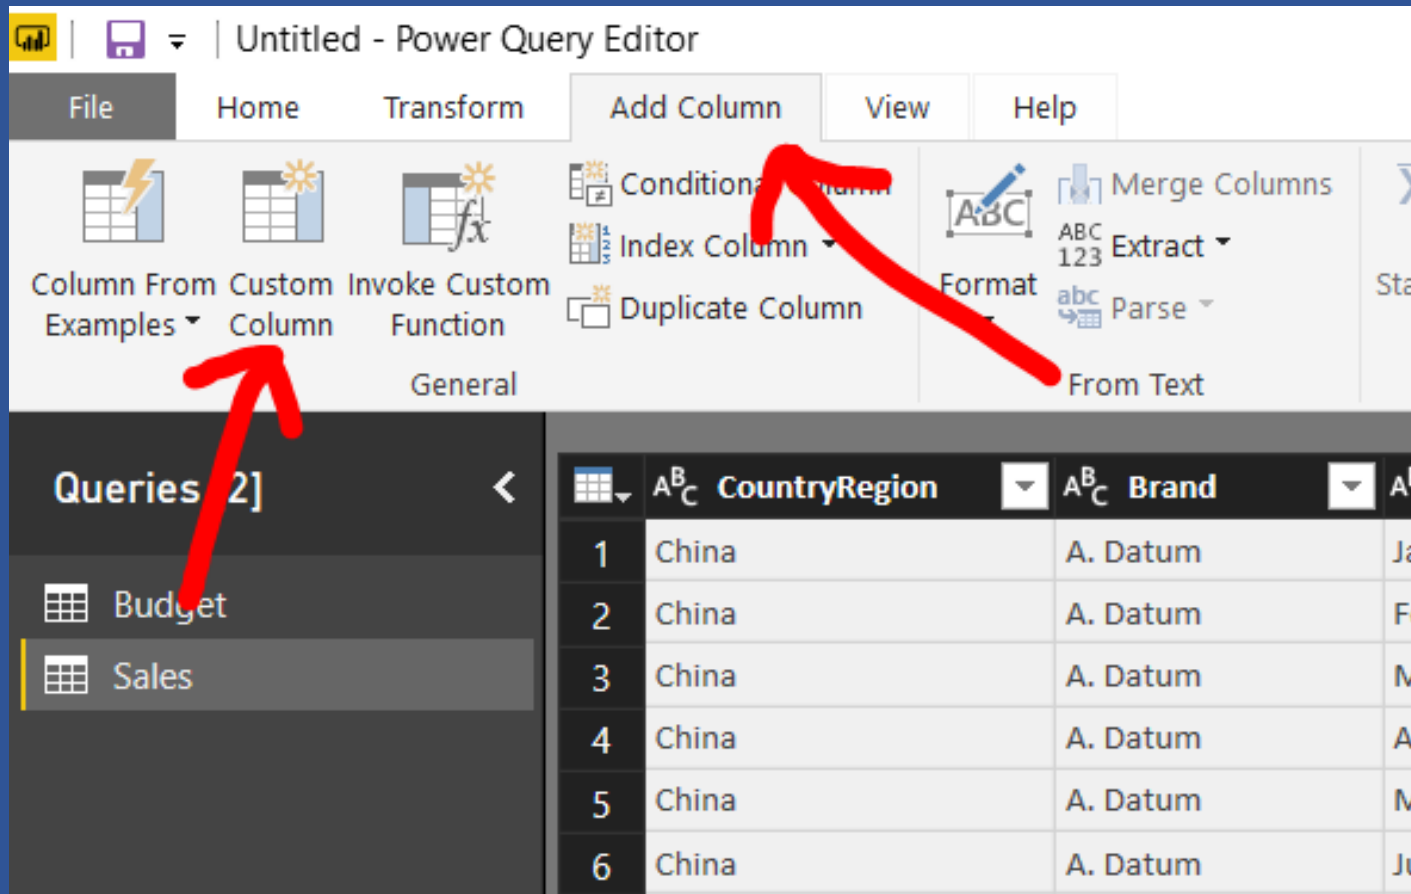 Untitled - Power Query Editor
File Home Transform Add Column View Help
Column From Examples
Custom Column
Invoke Custom Function
Index Column
Duplicate Column
General
ABC
Format
Merge Columns
ABC 123 Extract
abc Parse
From Text
Queries 2]
Budget
Sales
ABC CountryRegion ABC Brand
1 China A. Datum
2 China A. Datum
3 China A. Datum
4 China A. Datum
5 China A. Datum
6 China A. Datum